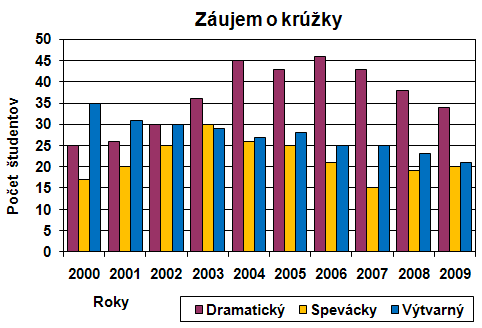 Záujem o krúžky
Počet študentov
50
45
40
35
30
25
20
15
10
5
0
2000 2001 2002 2003 2004 2005 2006 2007 2008 2009
Roky
Dramatický Spevácky Výtvarný